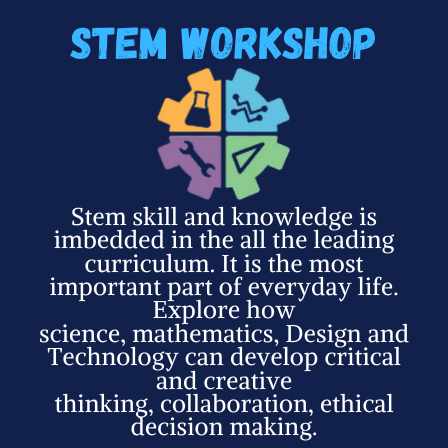 STEM WORKSHOP
Stem skill and knowledge is
imbedded in the all the leading
curriculum. It is the most
important part of everyday life.
Explore how
science, mathematics, Design and
Technology can develop critical
and creative
thinking, collaboration, ethical
decision making.